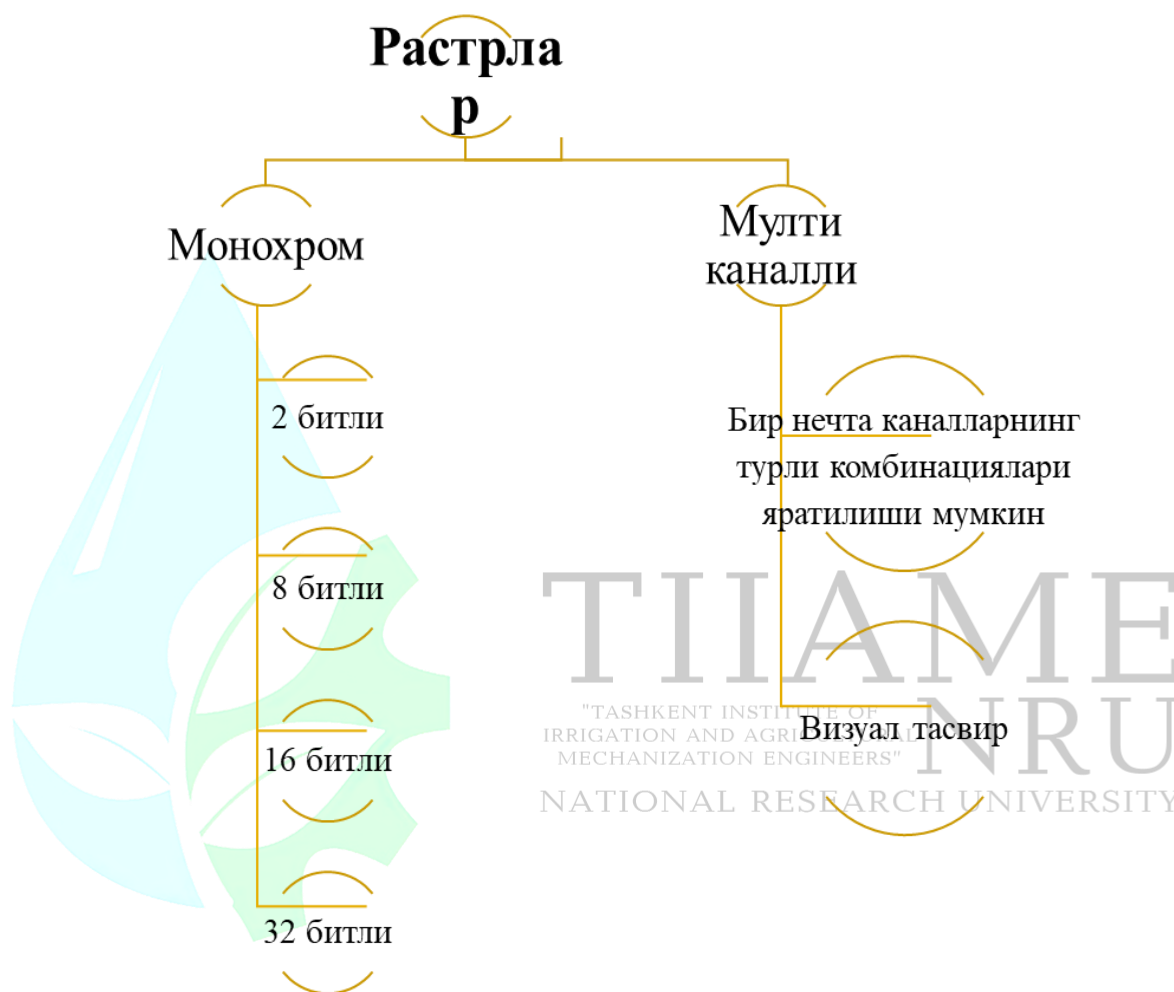 Растрла
р
Монохром
Мулти
каналли
2 битли
8 битли
16 битли
32 битли
Бир нечта каналларнинг
турли комбинациялари
яратилиши мумкин
Визуал тасвир
TIIAME
NRU
"TASHKENT INSTITUTE OF
IRRIGATION AND AGRICULTURAL
MECHANIZATION ENGINEERS"
NATIONAL RESEARCH UNIVERSITY